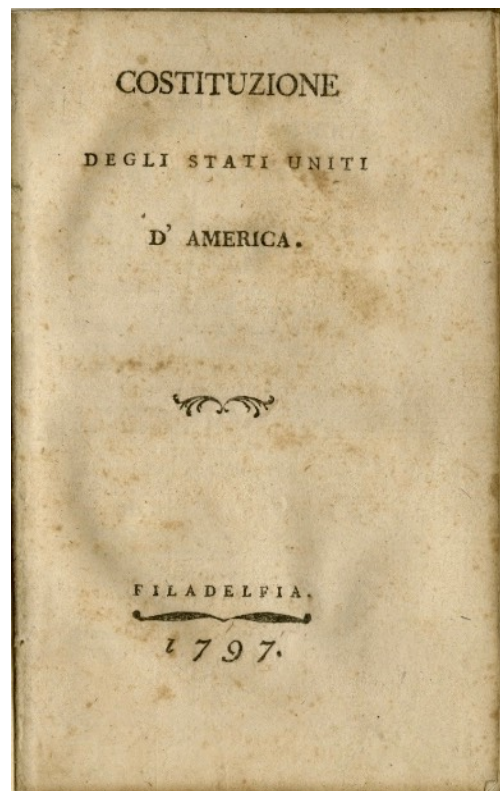 COSTITUZIONE
DEGLI STATI UNITI
D' AMERICA.
FILADELFIA.
1797.